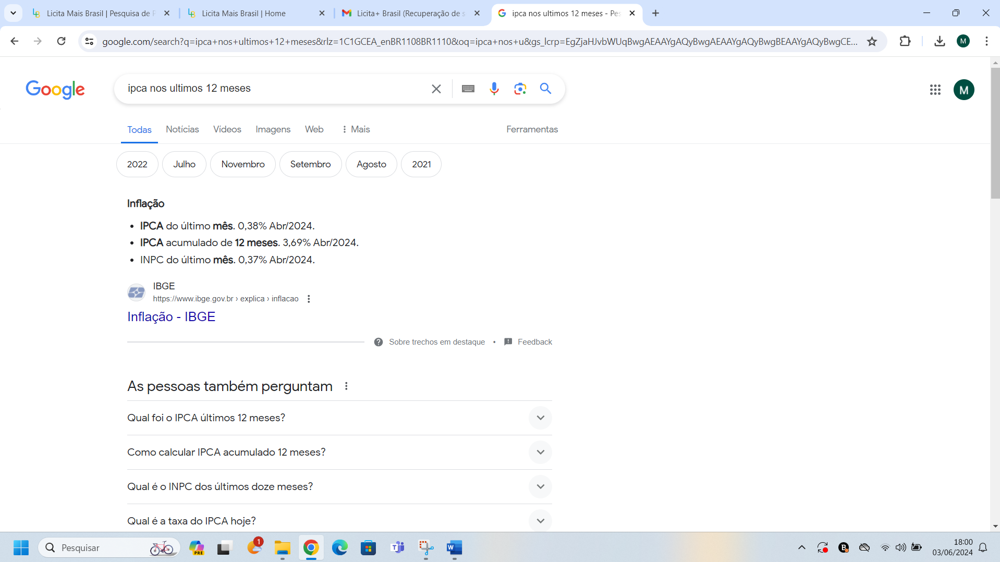 Licita Mais Brasil | Pesquisa de P
Licita Mais Brasil | Home
Licita+ Brasil (Recuperação de s
ipca nos ultimos 12 meses - Pes
google.com/search?q=ipca+nos+ultimos+12+meses&rlz=1C1GCEA_enBR1108BR1110&oq=ipca+nos+u&gs_lcrp=EgZjaHJvbWUqBwgAEAAYgAQyBwgAEAAYgAQyBwgBEAAYgAQyBwgCE...
M
Google
ipca nos ultimos 12 meses
M
Todas
Notícias
Vídeos
Imagens
Web
Mais
Ferramentas
2022
Julho
Novembro
Setembro
Agosto
2021
Inflação
• IPCA do último mês. 0,38% Abr/2024.
• IPCA acumulado de 12 meses. 3,69% Abr/2024.
• INPC do último mês. 0,37% Abr/2024.
IBGE
https://www.ibge.gov.br › explica › inflacao
Inflação - IBGE
Sobre trechos em destaque • Feedback
As pessoas também perguntam
Qual foi o IPCA últimos 12 meses?
Como calcular IPCA acumulado 12 meses?
Qual é o INPC dos últimos doze meses?
Qual é a taxa do IPCA hoje?
Pesquisar
PRE
1
18:00
03/06/2024